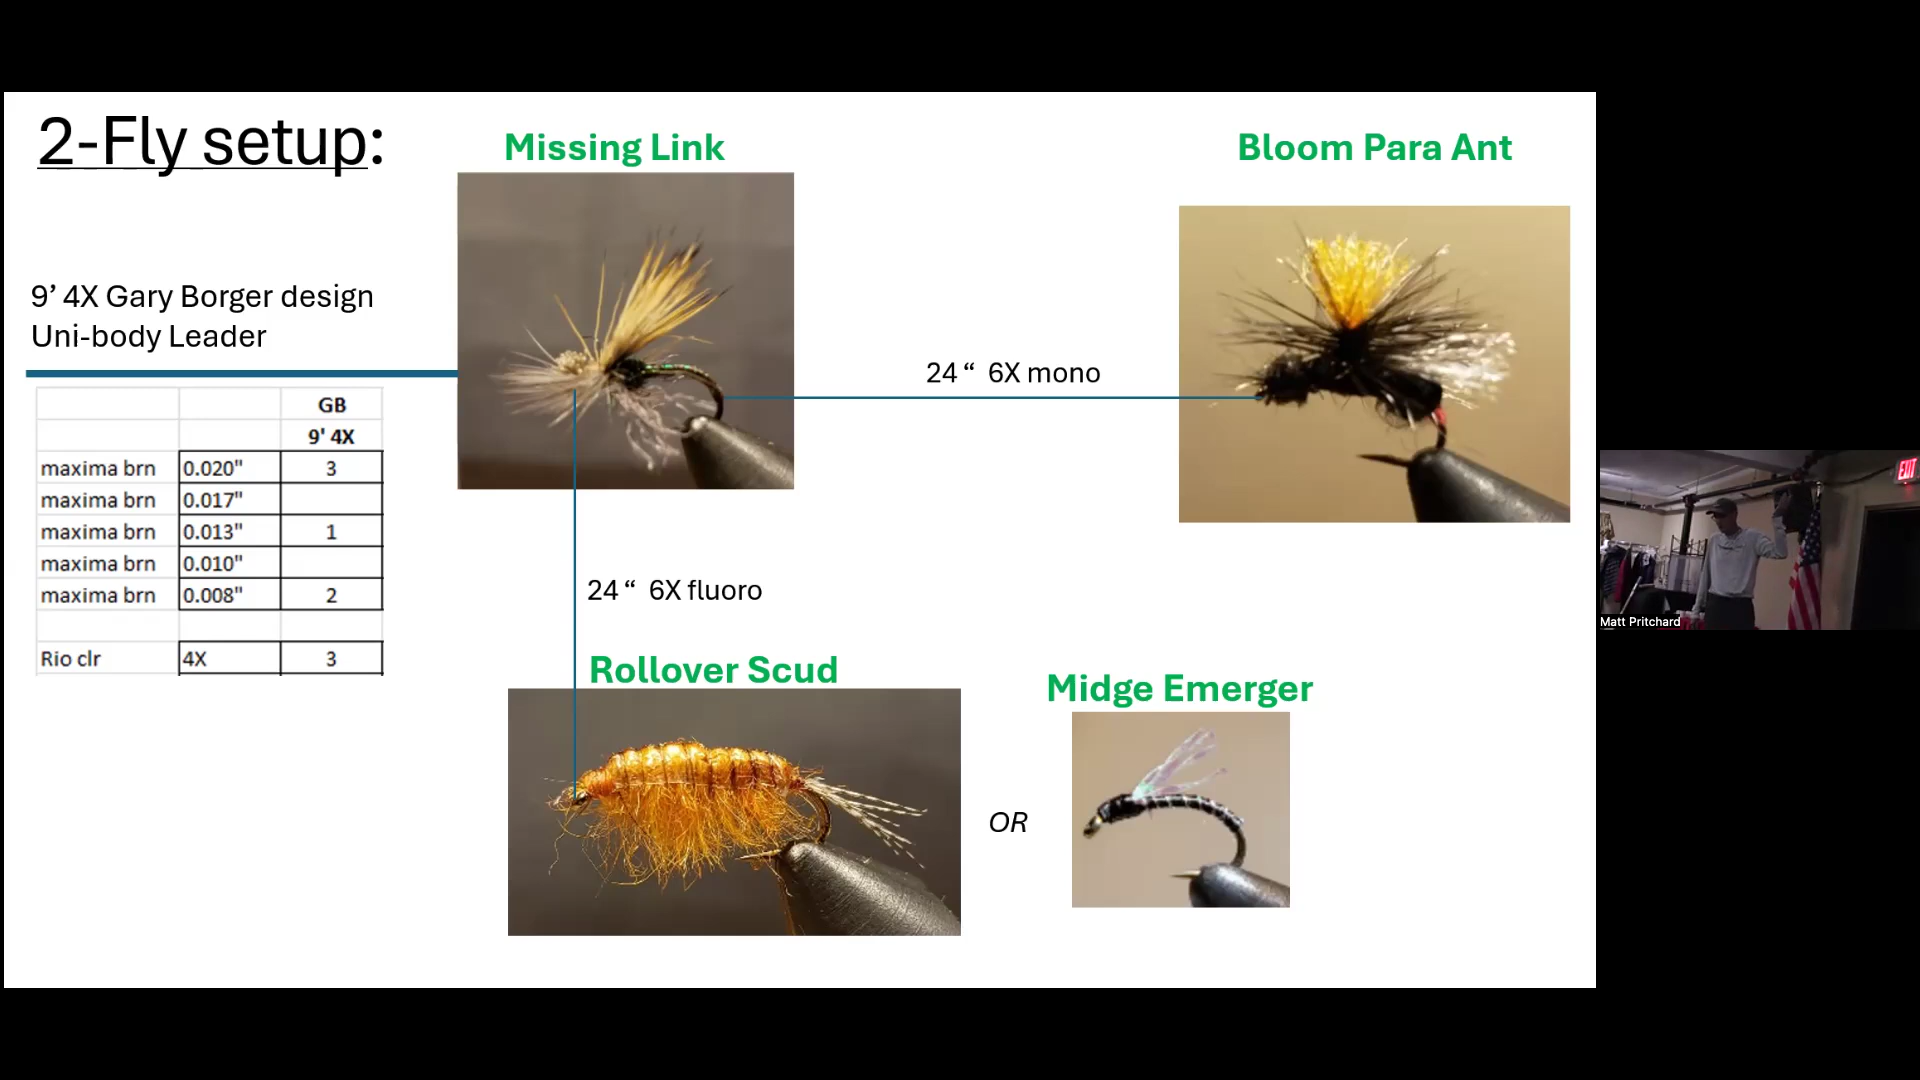 2-Fly setup:
Missing Link
Bloom Para Ant
9’ 4X Gary Borger design
Uni-body Leader
24 “ 6X mono
GB
9' 4X
maxima brn 0.020" 3
maxima brn 0.017"
maxima brn 0.013" 1
maxima brn 0.010"
maxima brn 0.008" 2
Rio clr 4X 3
24 “ 6X fluoro
Rollover Scud
Midge Emerger
OR
EXIT
Matt Pritchard